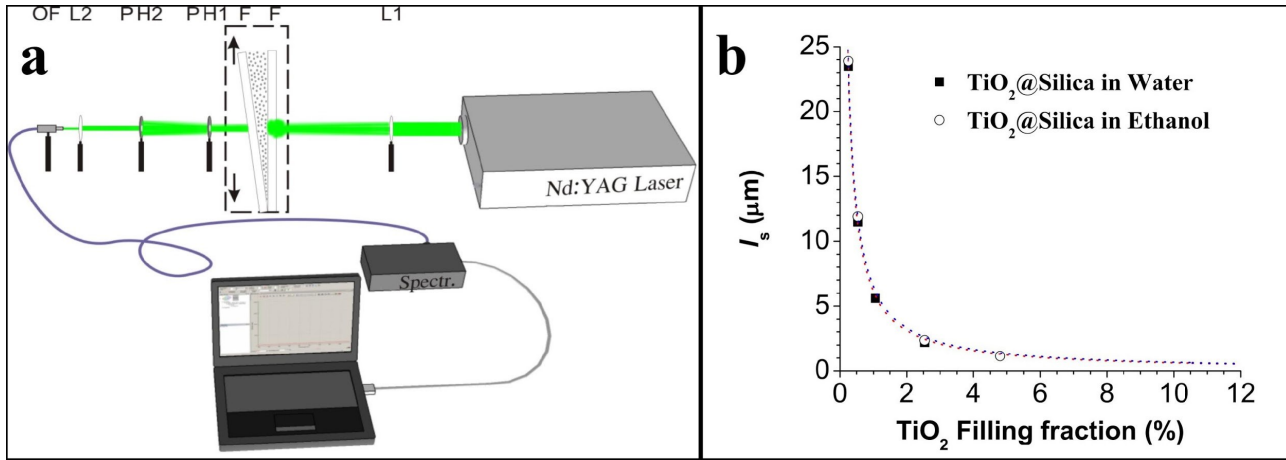 OF L2 PH2 PH1 F F L1
a
Nd:YAG Laser
Spectr.
b
25
20
15
10
5
0
0 2 4 6 8 10 12
l_s (μm)
TiO₂ Filling fraction (%)
TiO₂@Silica in Water
TiO₂@Silica in Ethanol